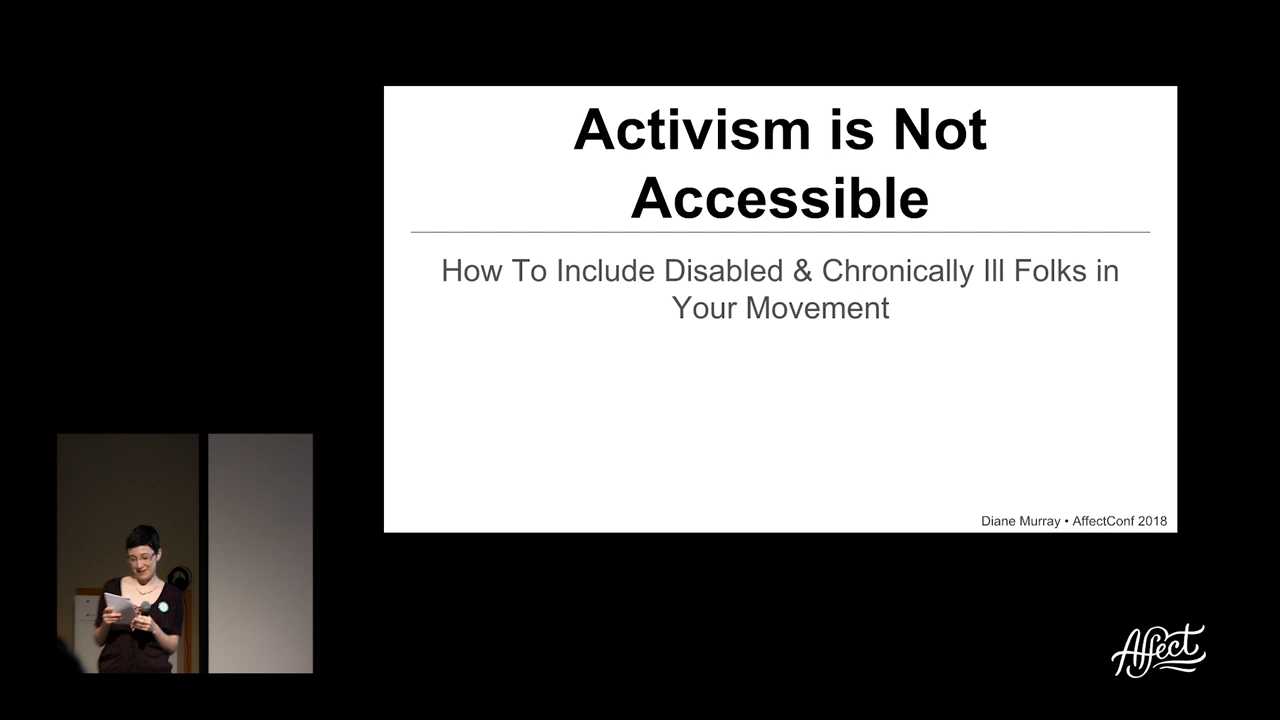 Activism is Not
Accessible
How To Include Disabled & Chronically Ill Folks in
Your Movement
Diane Murray • AffectConf 2018
Affect